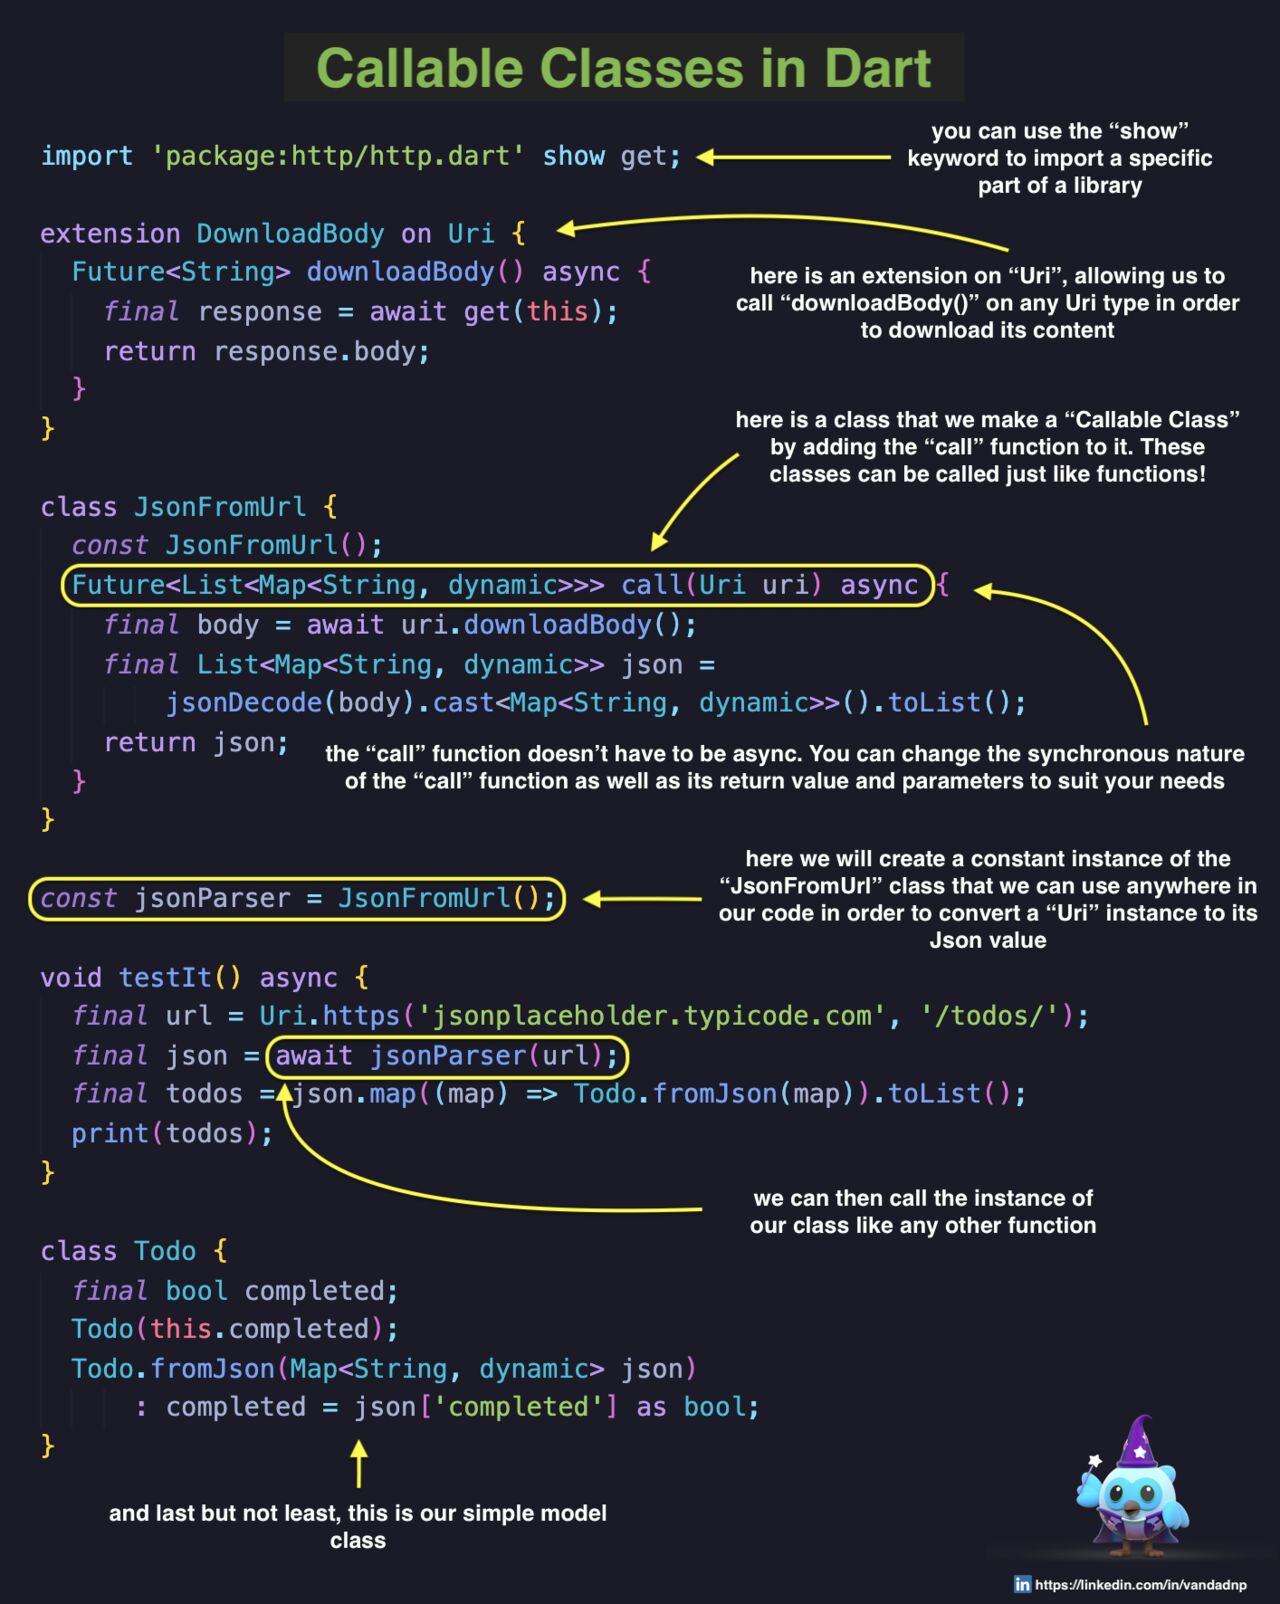 Callable Classes in Dart
import 'package:http/http.dart' show get;
you can use the “show”
keyword to import a specific
part of a library
extension DownloadBody on Uri {
  Future<String> downloadBody() async {
    final response = await get(this);
    return response.body;
  }
}
here is an extension on “Uri”, allowing us to
call “downloadBody()” on any Uri type in order
to download its content
here is a class that we make a “Callable Class”
by adding the “call” function to it. These
classes can be called just like functions!
class JsonFromUrl {
  const JsonFromUrl();
  Future<List<Map<String, dynamic>>> call(Uri uri) async {
    final body = await uri.downloadBody();
    final List<Map<String, dynamic>> json =
        jsonDecode(body).cast<Map<String, dynamic>>().toList();
    return json;
  }
}
the “call” function doesn’t have to be async. You can change the synchronous nature
of the “call” function as well as its return value and parameters to suit your needs
const jsonParser = JsonFromUrl();
here we will create a constant instance of the
“JsonFromUrl” class that we can use anywhere in
our code in order to convert a “Uri” instance to its
Json value
void testIt() async {
  final url = Uri.https('jsonplaceholder.typicode.com', '/todos/');
  final json = await jsonParser(url);
  final todos = json.map((map) => Todo.fromJson(map)).toList();
  print(todos);
}
we can then call the instance of
our class like any other function
class Todo {
  final bool completed;
  Todo(this.completed);
  Todo.fromJson(Map<String, dynamic> json)
      : completed = json['completed'] as bool;
}
and last but not least, this is our simple model
class
in https://linkedin.com/in/vandadnp